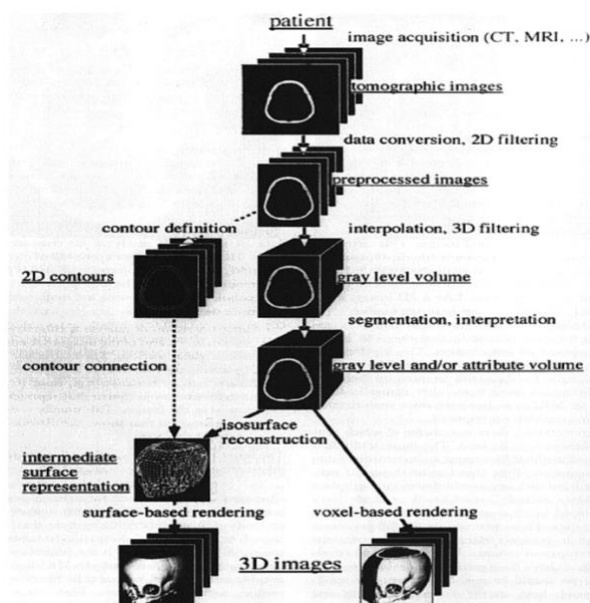 patient
image acquisition (CT, MRI, ...)
tomographic images
data conversion, 2D filtering
preprocessed images
contour definition
interpolation, 3D filtering
2D contours
gray level volume
segmentation, interpretation
contour connection
gray level and/or attribute volume
isosurface
reconstruction
intermediate
surface
representation
surface-based rendering
voxel-based rendering
3D images